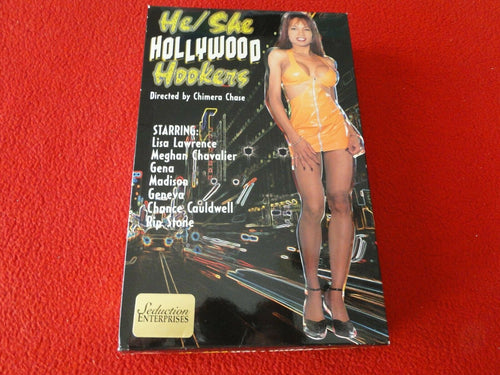 He/She
HOLLYWOOD
Hookers
Directed by Chimera Chase
STARRING:
Lisa Lawrence
Meghan Chavalier
Gena
Madison
Geneva
Chance Cauldwell
Rip Stone
Seduction
ENTERPRISES